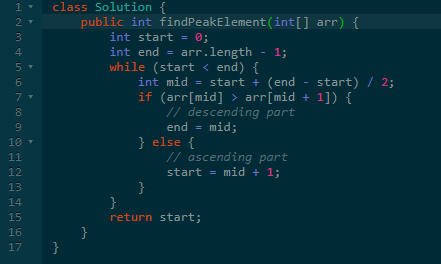 1 class Solution {
2     public int findPeakElement(int[] arr) {
3         int start = 0;
4         int end = arr.length - 1;
5         while (start < end) {
6             int mid = start + (end - start) / 2;
7             if (arr[mid] > arr[mid + 1]) {
8                 // descending part
9                 end = mid;
10             } else {
11                 // ascending part
12                 start = mid + 1;
13             }
14         }
15         return start;
16     }
17 }